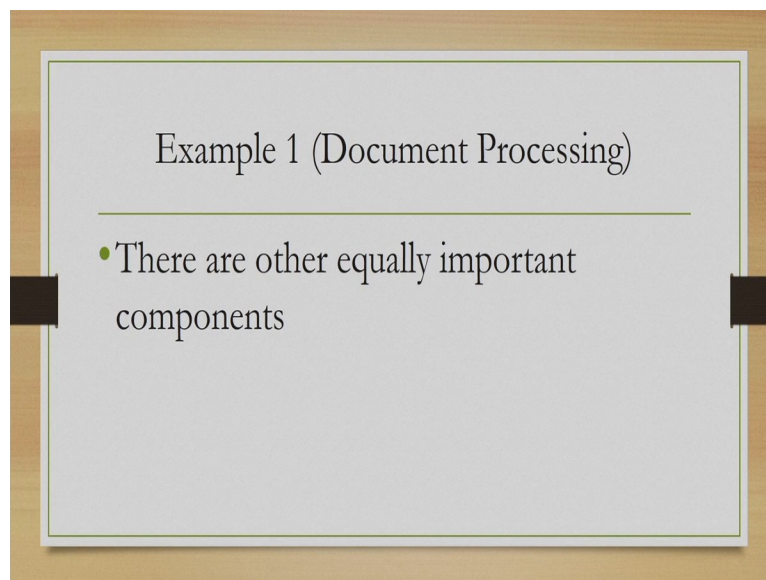 Example 1 (Document Processing)
•There are other equally important
components